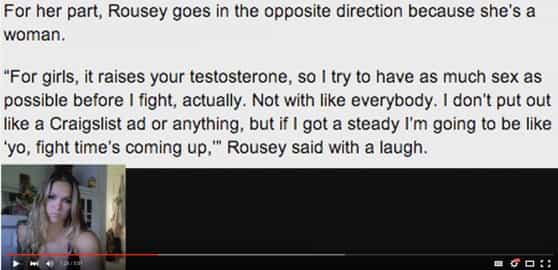 For her part, Rousey goes in the opposite direction because she's a
woman.
“For girls, it raises your testosterone, so I try to have as much sex as
possible before I fight, actually. Not with like everybody. I don't put out
like a Craigslist ad or anything, but if I got a steady I'm going to be like
‘yo, fight time's coming up,’” Rousey said with a laugh.